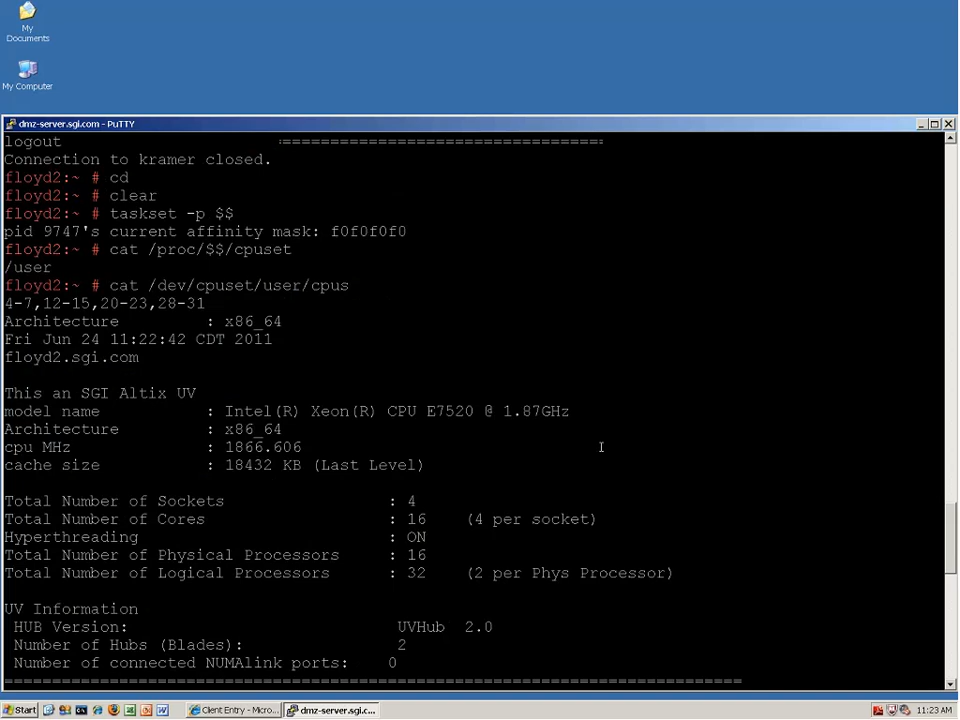 My
Documents
My Computer
dmz-server.sgi.com - PuTTY
logout                          ==================================
Connection to kramer closed.
floyd2:~ # cd
floyd2:~ # clear
floyd2:~ # taskset -p $$
pid 9747's current affinity mask: f0f0f0f0
floyd2:~ # cat /proc/$$/cpuset
/user
floyd2:~ # cat /dev/cpuset/user/cpus
4-7,12-15,20-23,28-31
Architecture         : x86_64
Fri Jun 24 11:22:42 CDT 2011
floyd2.sgi.com
This an SGI Altix UV
model name           : Intel(R) Xeon(R) CPU E7520 @ 1.87GHz
Architecture         : x86_64
cpu MHz              : 1866.606
cache size           : 18432 KB (Last Level)
Total Number of Sockets                 : 4
Total Number of Cores                   : 16    (4 per socket)
Hyperthreading                          : ON
Total Number of Physical Processors     : 16
Total Number of Logical Processors      : 32    (2 per Phys Processor)
UV Information
 HUB Version:                            UVHub  2.0
 Number of Hubs (Blades):                2
 Number of connected NUMAlink ports:    0
=============================================================================
Start
Client Entry - Micro...
dmz-server.sgi.c...
11:23 AM